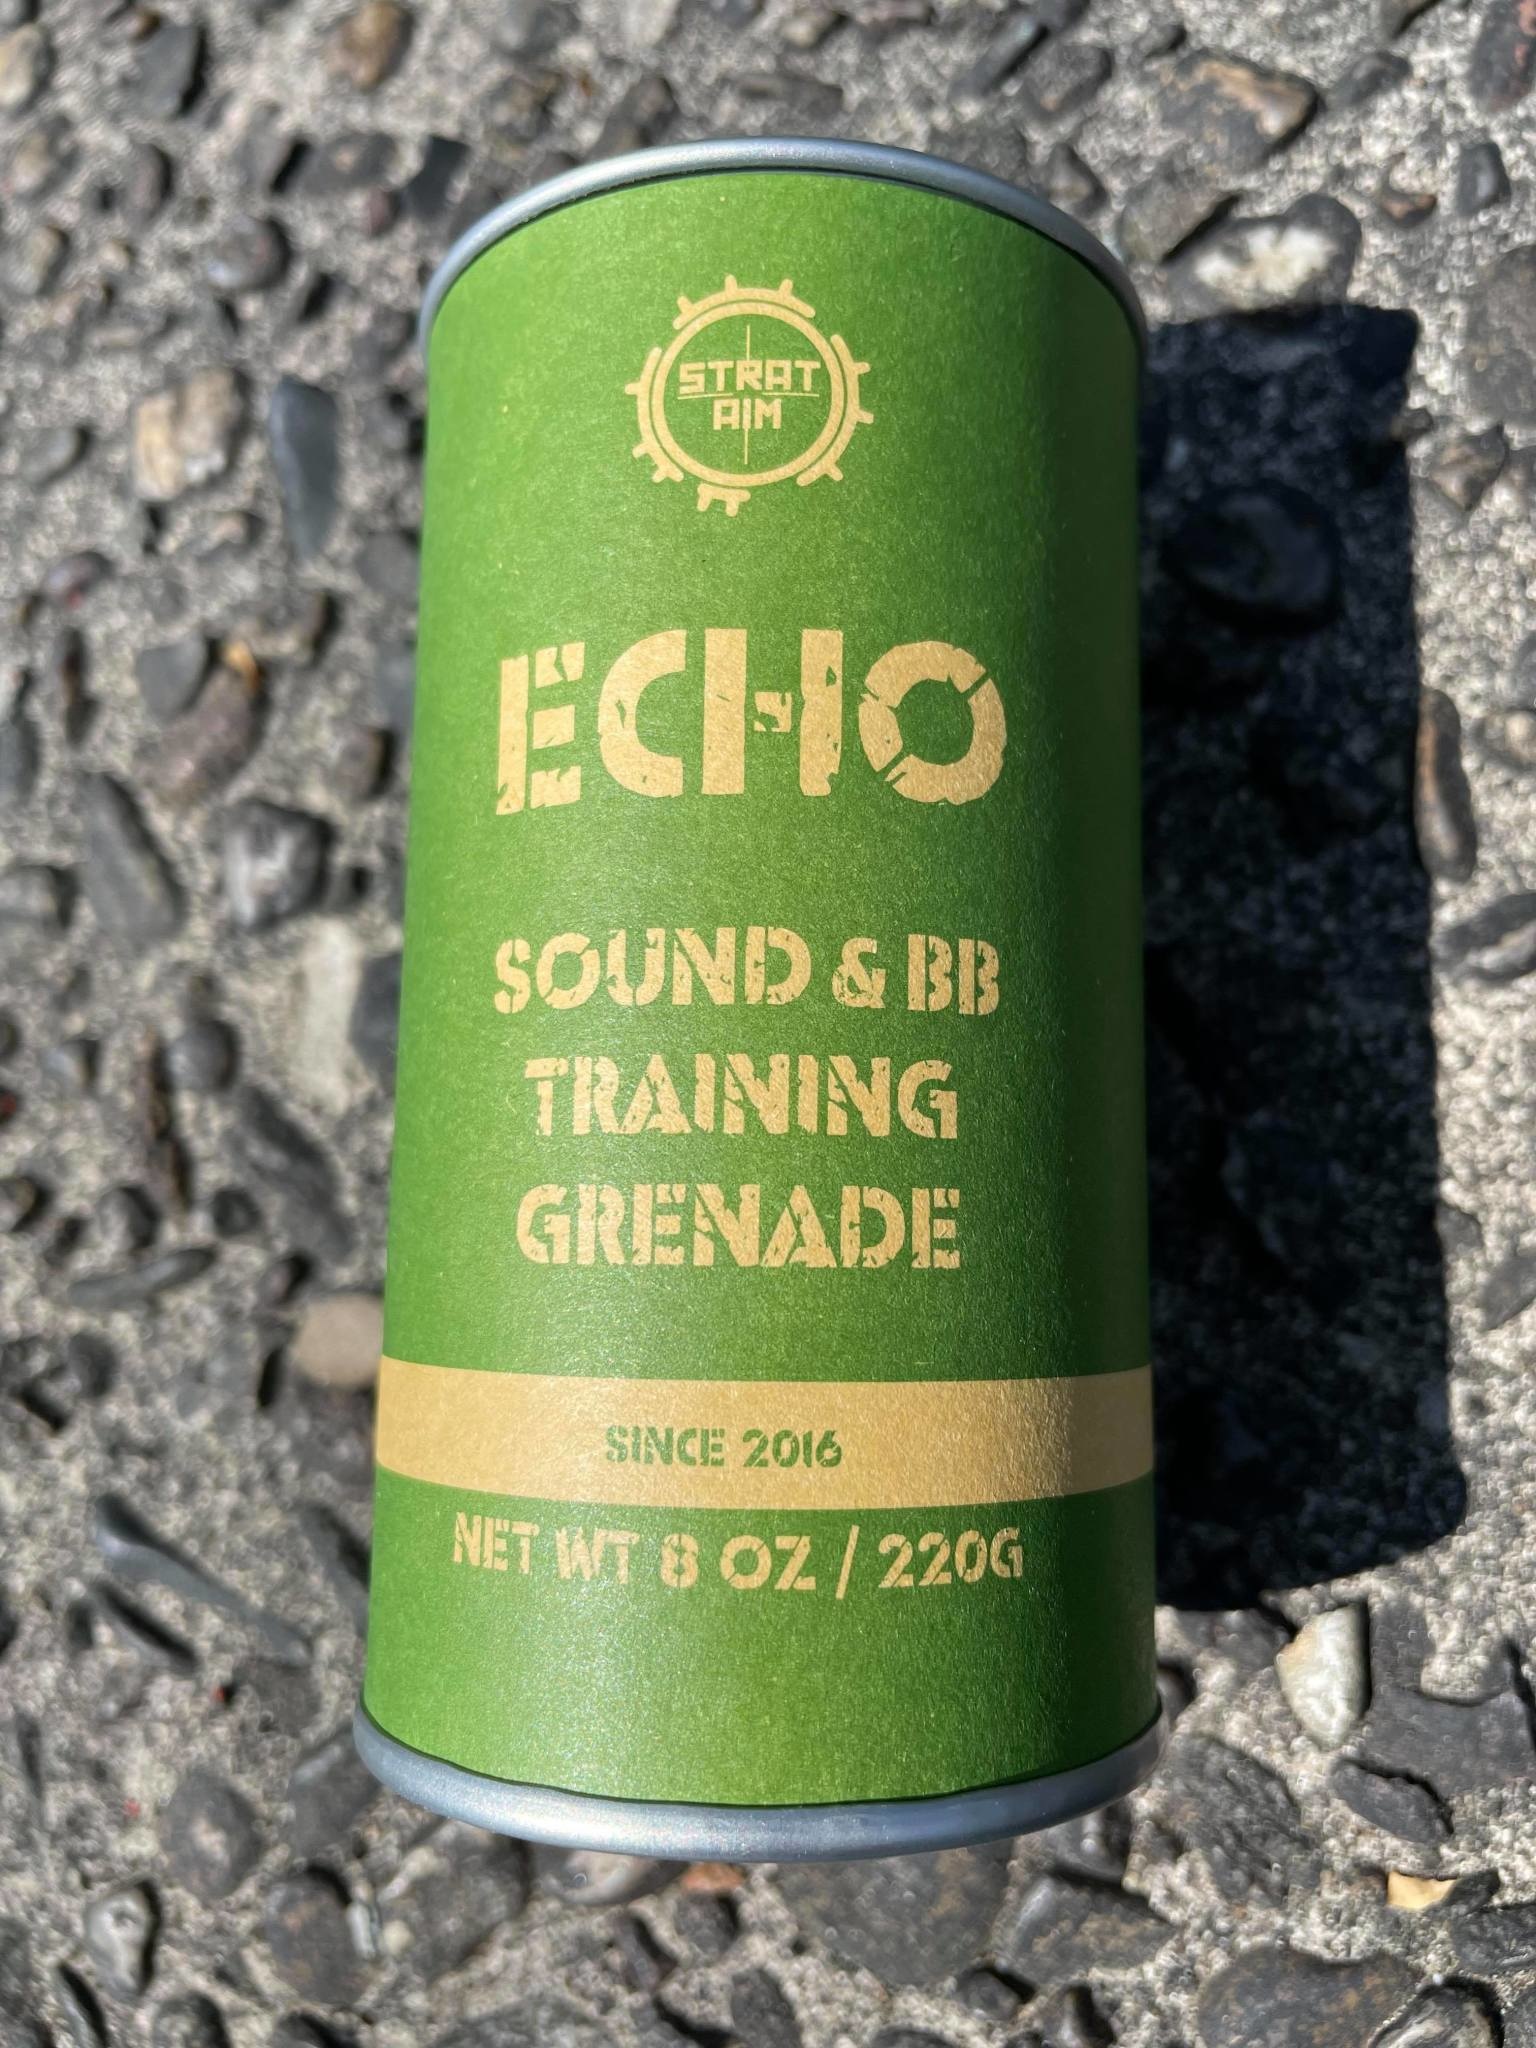 STRAT
AIM
ECHO
SOUND & BB
TRAINING
GRENADE
SINCE 2016
NET WT 8 OZ / 220G